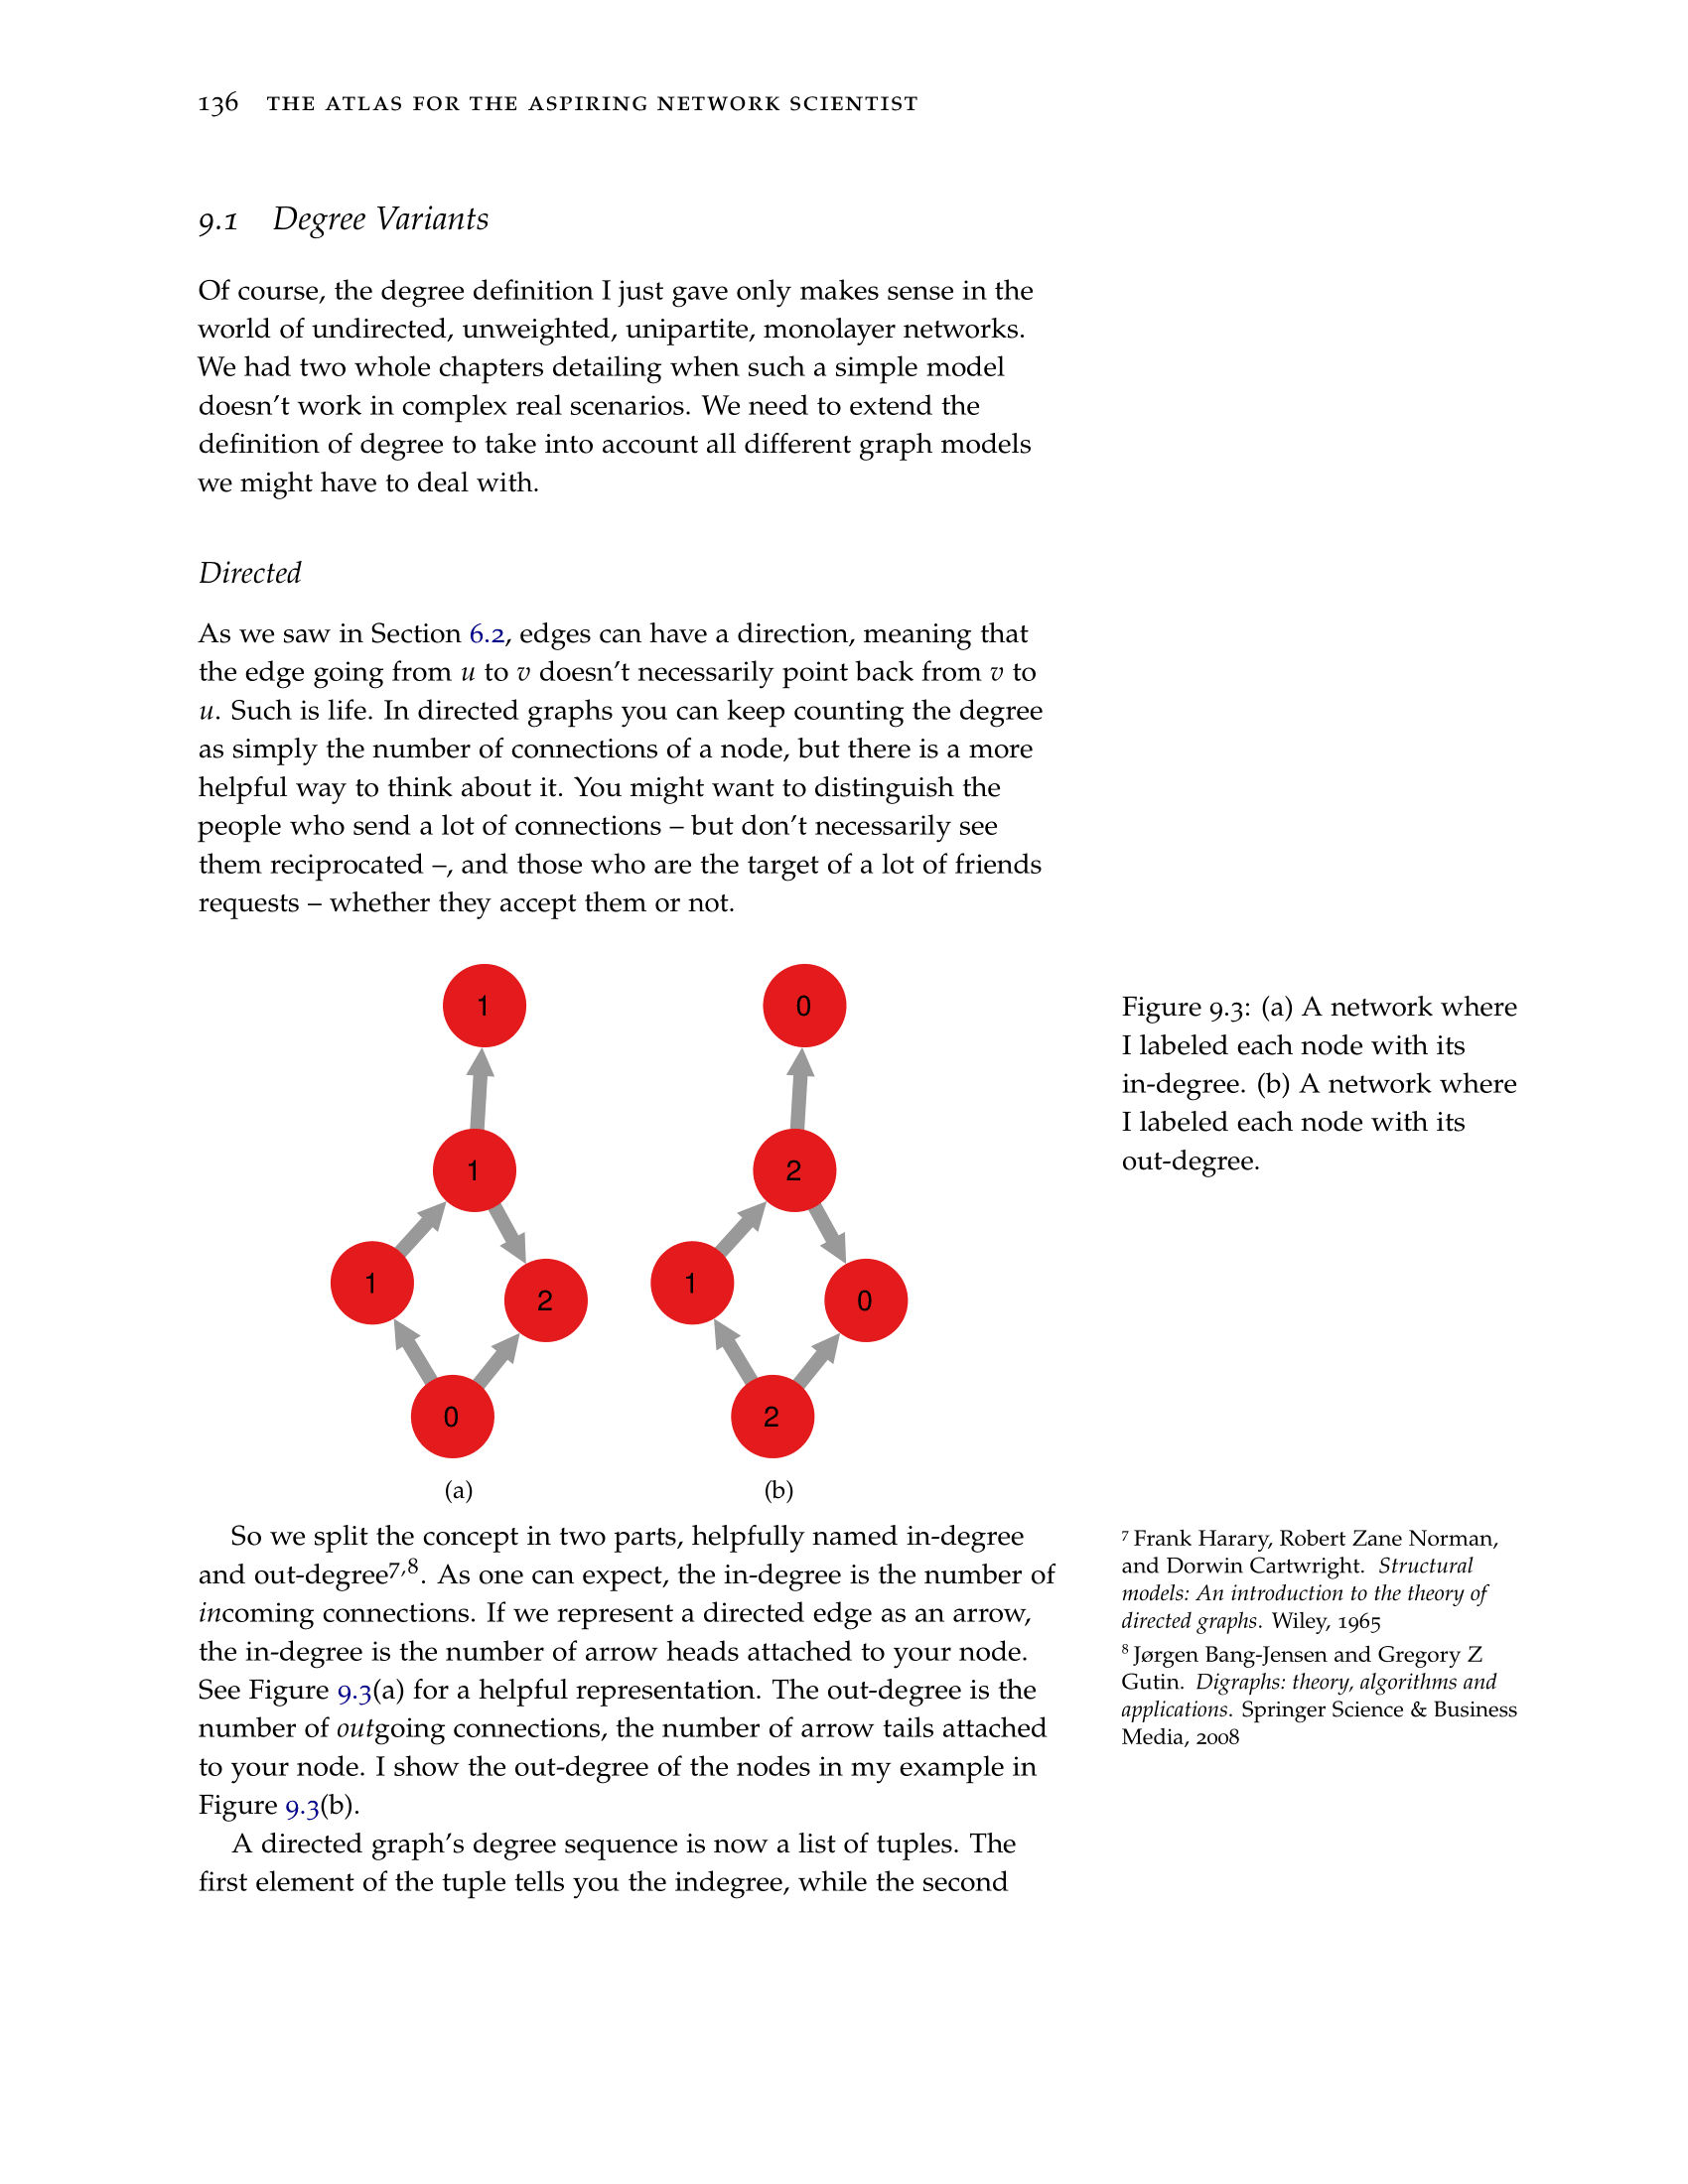 136 THE ATLAS FOR THE ASPIRING NETWORK SCIENTIST
9.1 Degree Variants
Of course, the degree definition I just gave only makes sense in the
world of undirected, unweighted, unipartite, monolayer networks.
We had two whole chapters detailing when such a simple model
doesn't work in complex real scenarios. We need to extend the
definition of degree to take into account all different graph models
we might have to deal with.
Directed
As we saw in Section 6.2, edges can have a direction, meaning that
the edge going from u to v doesn't necessarily point back from v to
u. Such is life. In directed graphs you can keep counting the degree
as simply the number of connections of a node, but there is a more
helpful way to think about it. You might want to distinguish the
people who send a lot of connections – but don't necessarily see
them reciprocated –, and those who are the target of a lot of friends
requests – whether they accept them or not.
1
1
1
2
0
(a)
0
2
1
0
2
(b)
Figure 9.3: (a) A network where
I labeled each node with its
in-degree. (b) A network where
I labeled each node with its
out-degree.
So we split the concept in two parts, helpfully named in-degree
and out-degree7,8. As one can expect, the in-degree is the number of
incoming connections. If we represent a directed edge as an arrow,
the in-degree is the number of arrow heads attached to your node.
See Figure 9.3(a) for a helpful representation. The out-degree is the
number of outgoing connections, the number of arrow tails attached
to your node. I show the out-degree of the nodes in my example in
Figure 9.3(b).
A directed graph's degree sequence is now a list of tuples. The
first element of the tuple tells you the indegree, while the second
7 Frank Harary, Robert Zane Norman,
and Dorwin Cartwright. Structural
models: An introduction to the theory of
directed graphs. Wiley, 1965
8 Jørgen Bang-Jensen and Gregory Z
Gutin. Digraphs: theory, algorithms and
applications. Springer Science & Business
Media, 2008